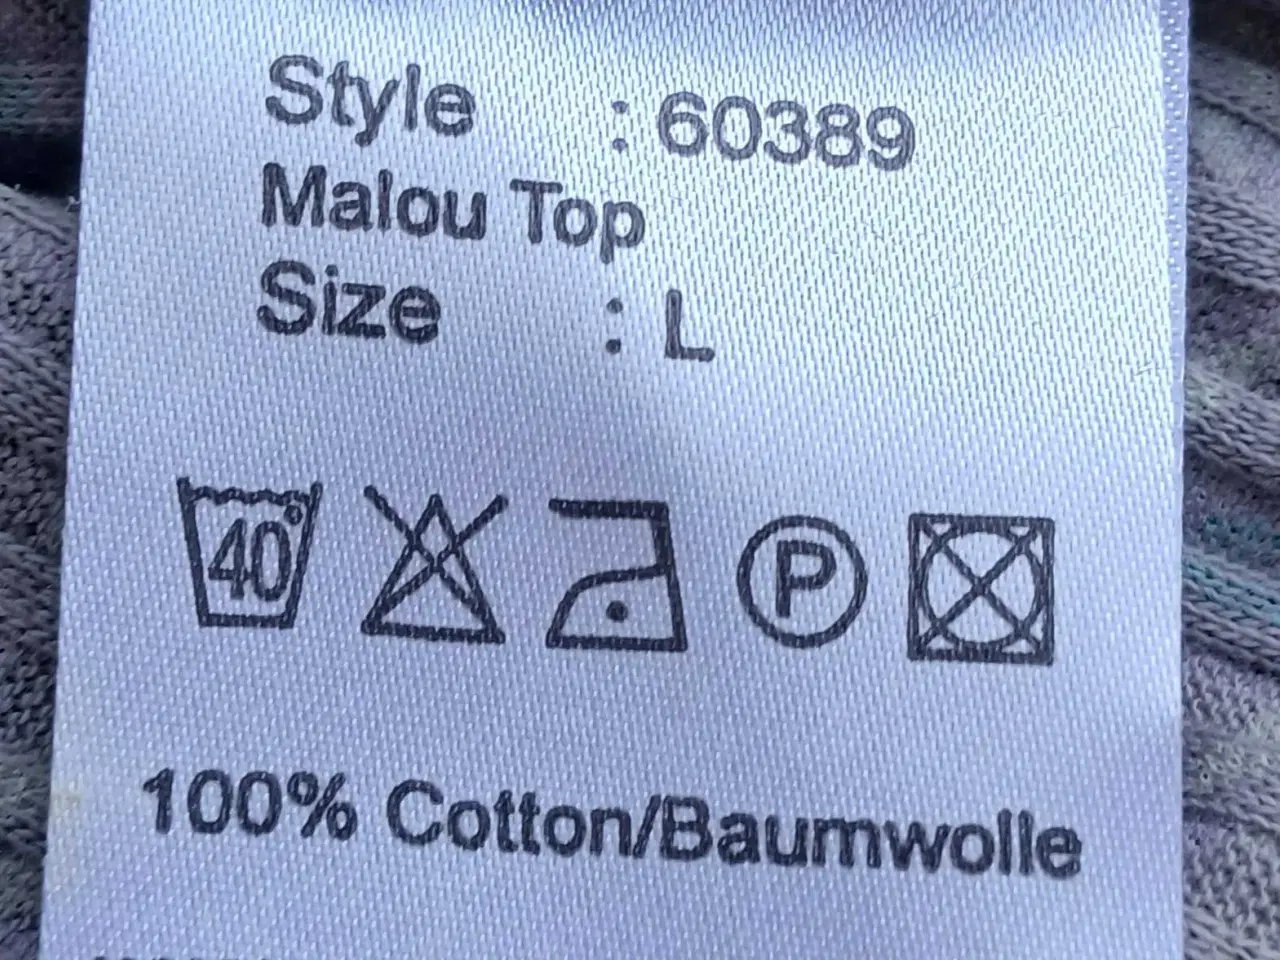 Style : 60389
Malou Top
Size : L
40° P
100% Cotton/Baumwolle